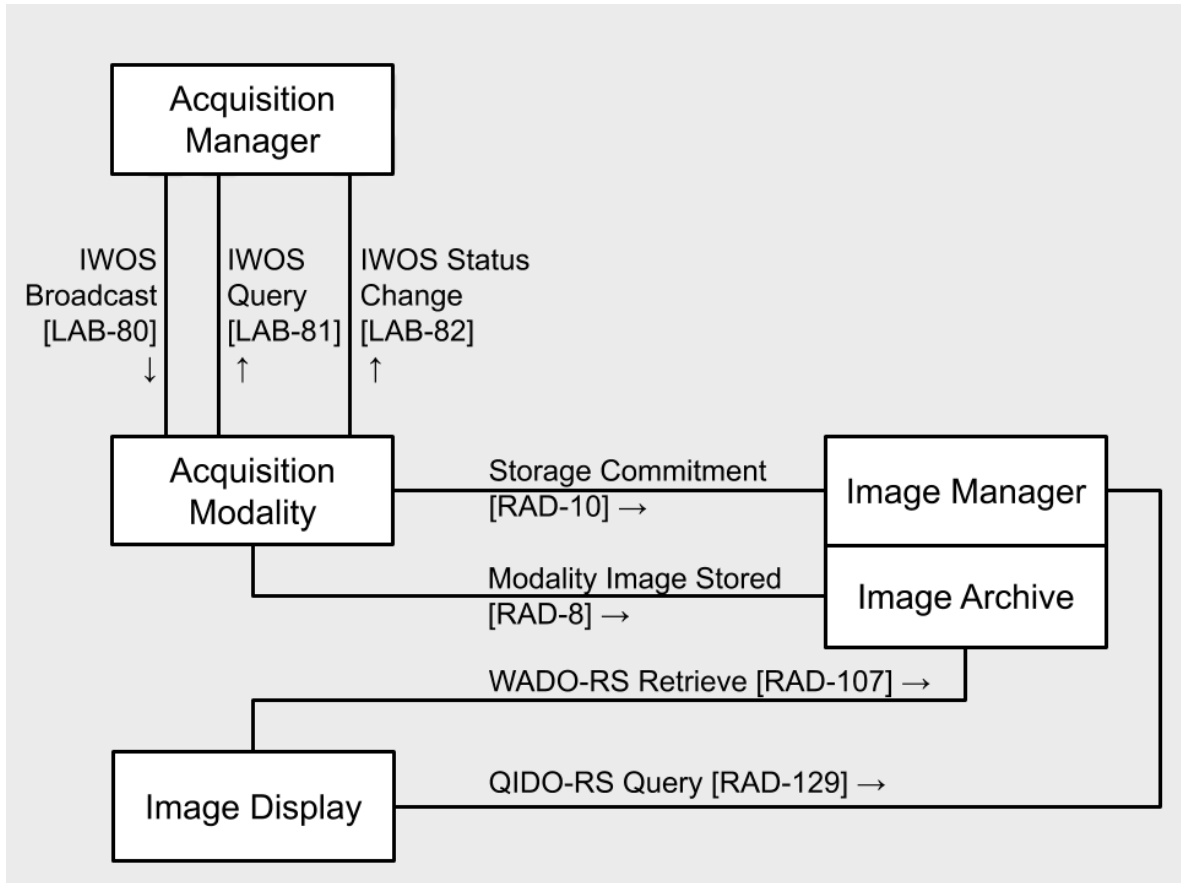 Acquisition
Manager
IWOS
Broadcast
[LAB-80]
↓
IWOS
Query
[LAB-81]
↑
IWOS Status
Change
[LAB-82]
↑
Acquisition
Modality
Storage Commitment
[RAD-10] →
Image Manager
Modality Image Stored
[RAD-8] →
Image Archive
WADO-RS Retrieve [RAD-107] →
QIDO-RS Query [RAD-129] →
Image Display